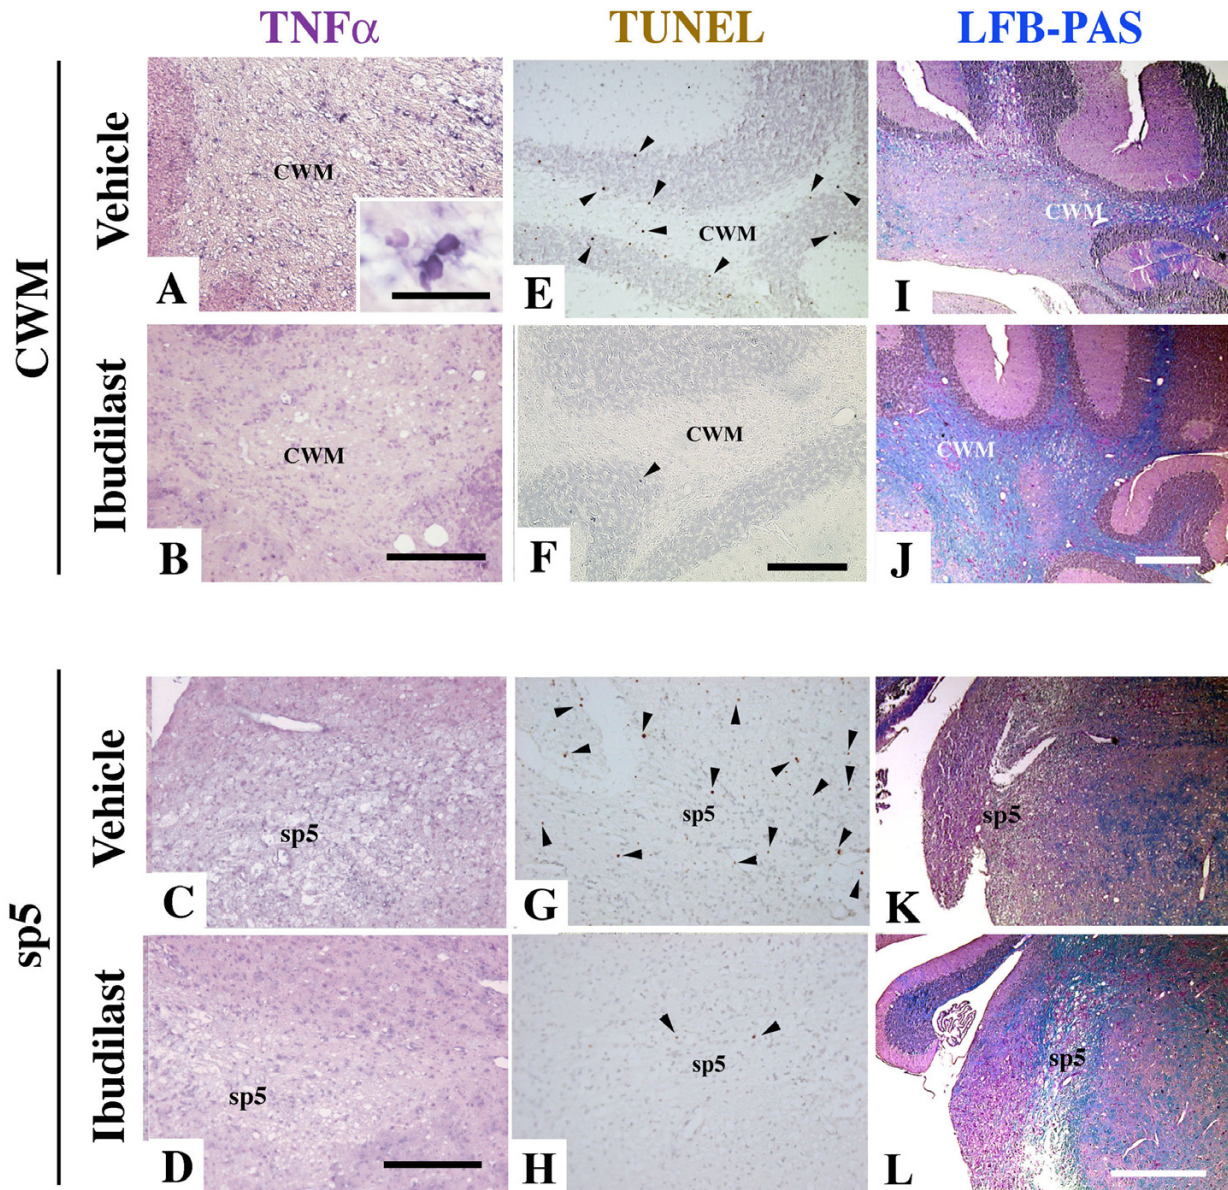 TNFα TUNEL LFB-PAS
CWM
Vehicle
CWM
A
CWM
E
CWM
I
Ibudilast
CWM
B
CWM
F
CWM
J
sp5
Vehicle
sp5
C
sp5
G
sp5
K
Ibudilast
sp5
D
sp5
H
sp5
L